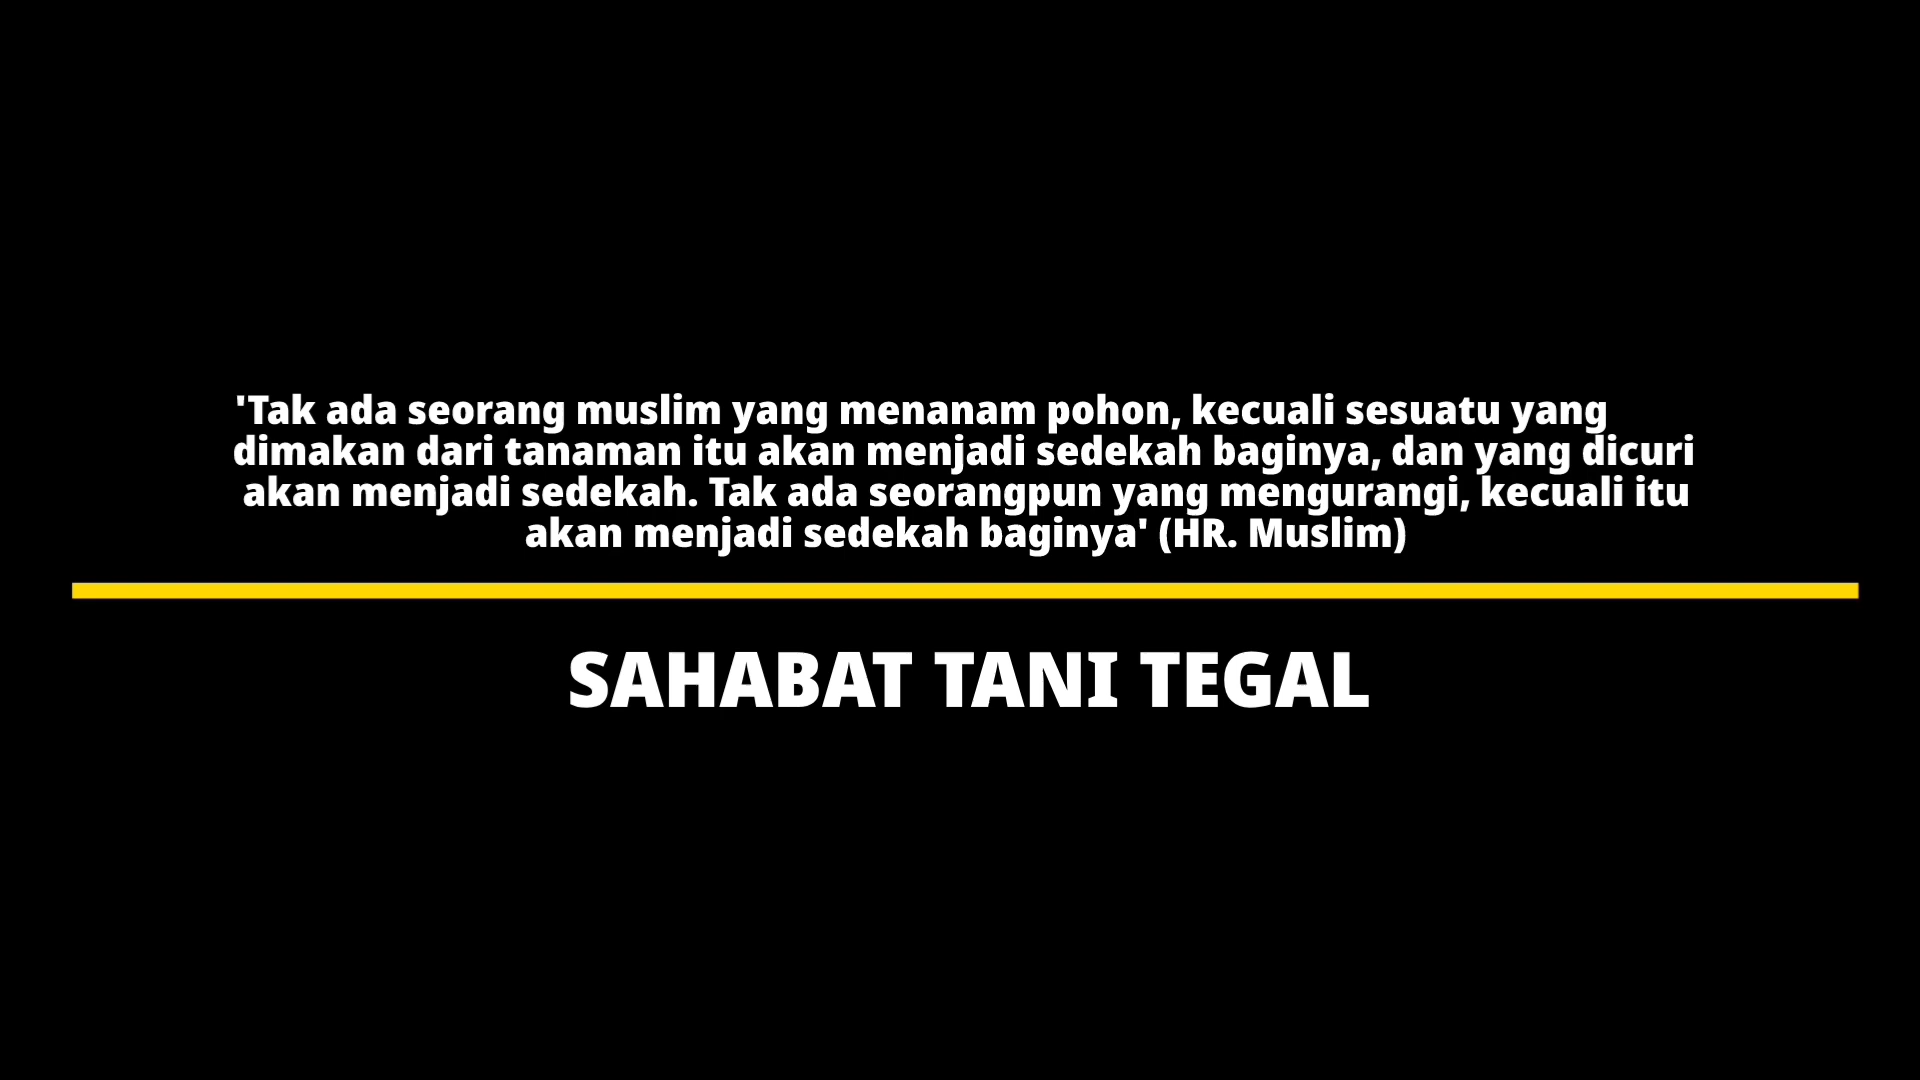 'Tak ada seorang muslim yang menanam pohon, kecuali sesuatu yang
dimakan dari tanaman itu akan menjadi sedekah baginya, dan yang dicuri
akan menjadi sedekah. Tak ada seorangpun yang mengurangi, kecuali itu
akan menjadi sedekah baginya' (HR. Muslim)
SAHABAT TANI TEGAL